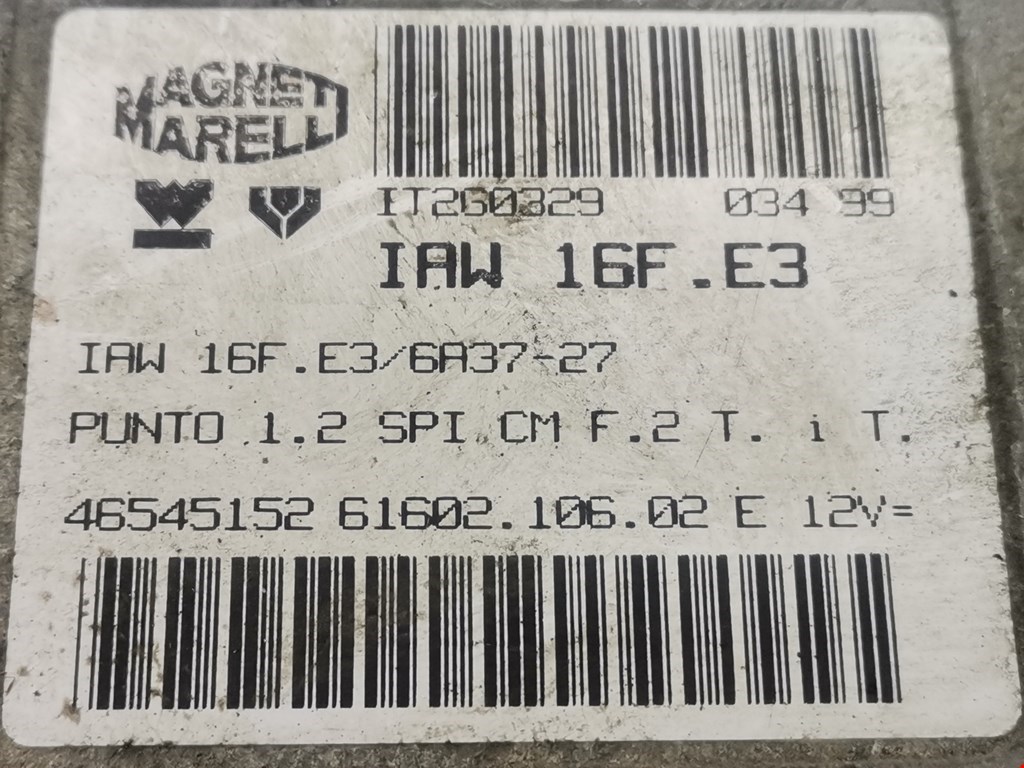 MAGNETI
MARELLI
IT260329 034 99
IAW 16F.E3
IAW 16F.E3/6A37-27
PUNTO 1.2 SPI CM F.2 T. i T.
46545152 61602.106.02 E 12V=